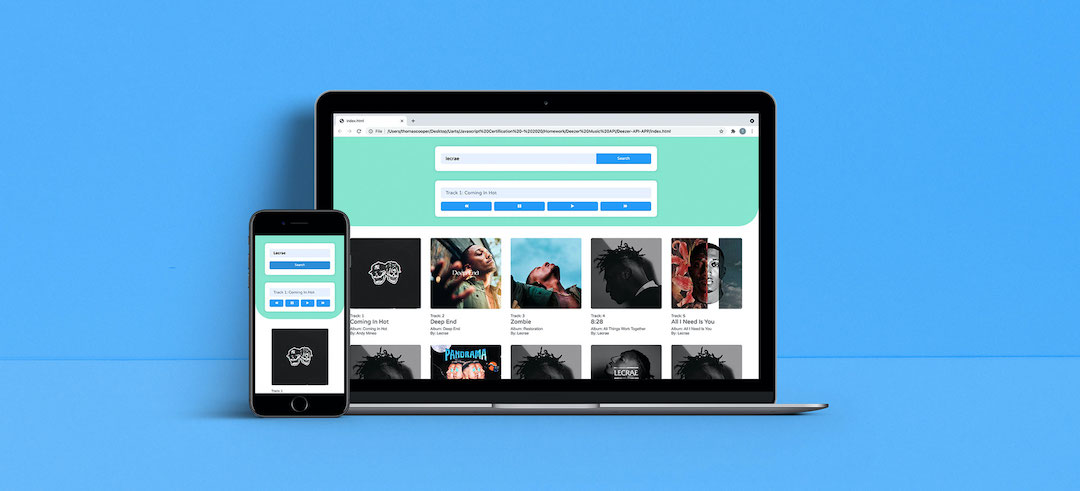 index.html
File
/Users/thomascooper/Desktop/Uarts/Javascript%20Certification%20-%202020/Homework/Deezer%20Music%20API/Deezer-API-APP/index.html
lecrae
Search
Track 1: Coming In Hot
Deep End
Track: 1
Coming In Hot
Album: Coming In Hot
By: Andy Mineo
Track: 2
Deep End
Album: Deep End
By: Lecrae
Track: 3
Zombie
Album: Restoration
By: Lecrae
Track: 4
8:28
Album: All Things Work Together
By: Lecrae
Track: 5
All I Need Is You
Album: All I Need Is You
By: Lecrae
PANORAMA
LECRAE
Lecrae
Search
Track 1: Coming In Hot
Track: 1